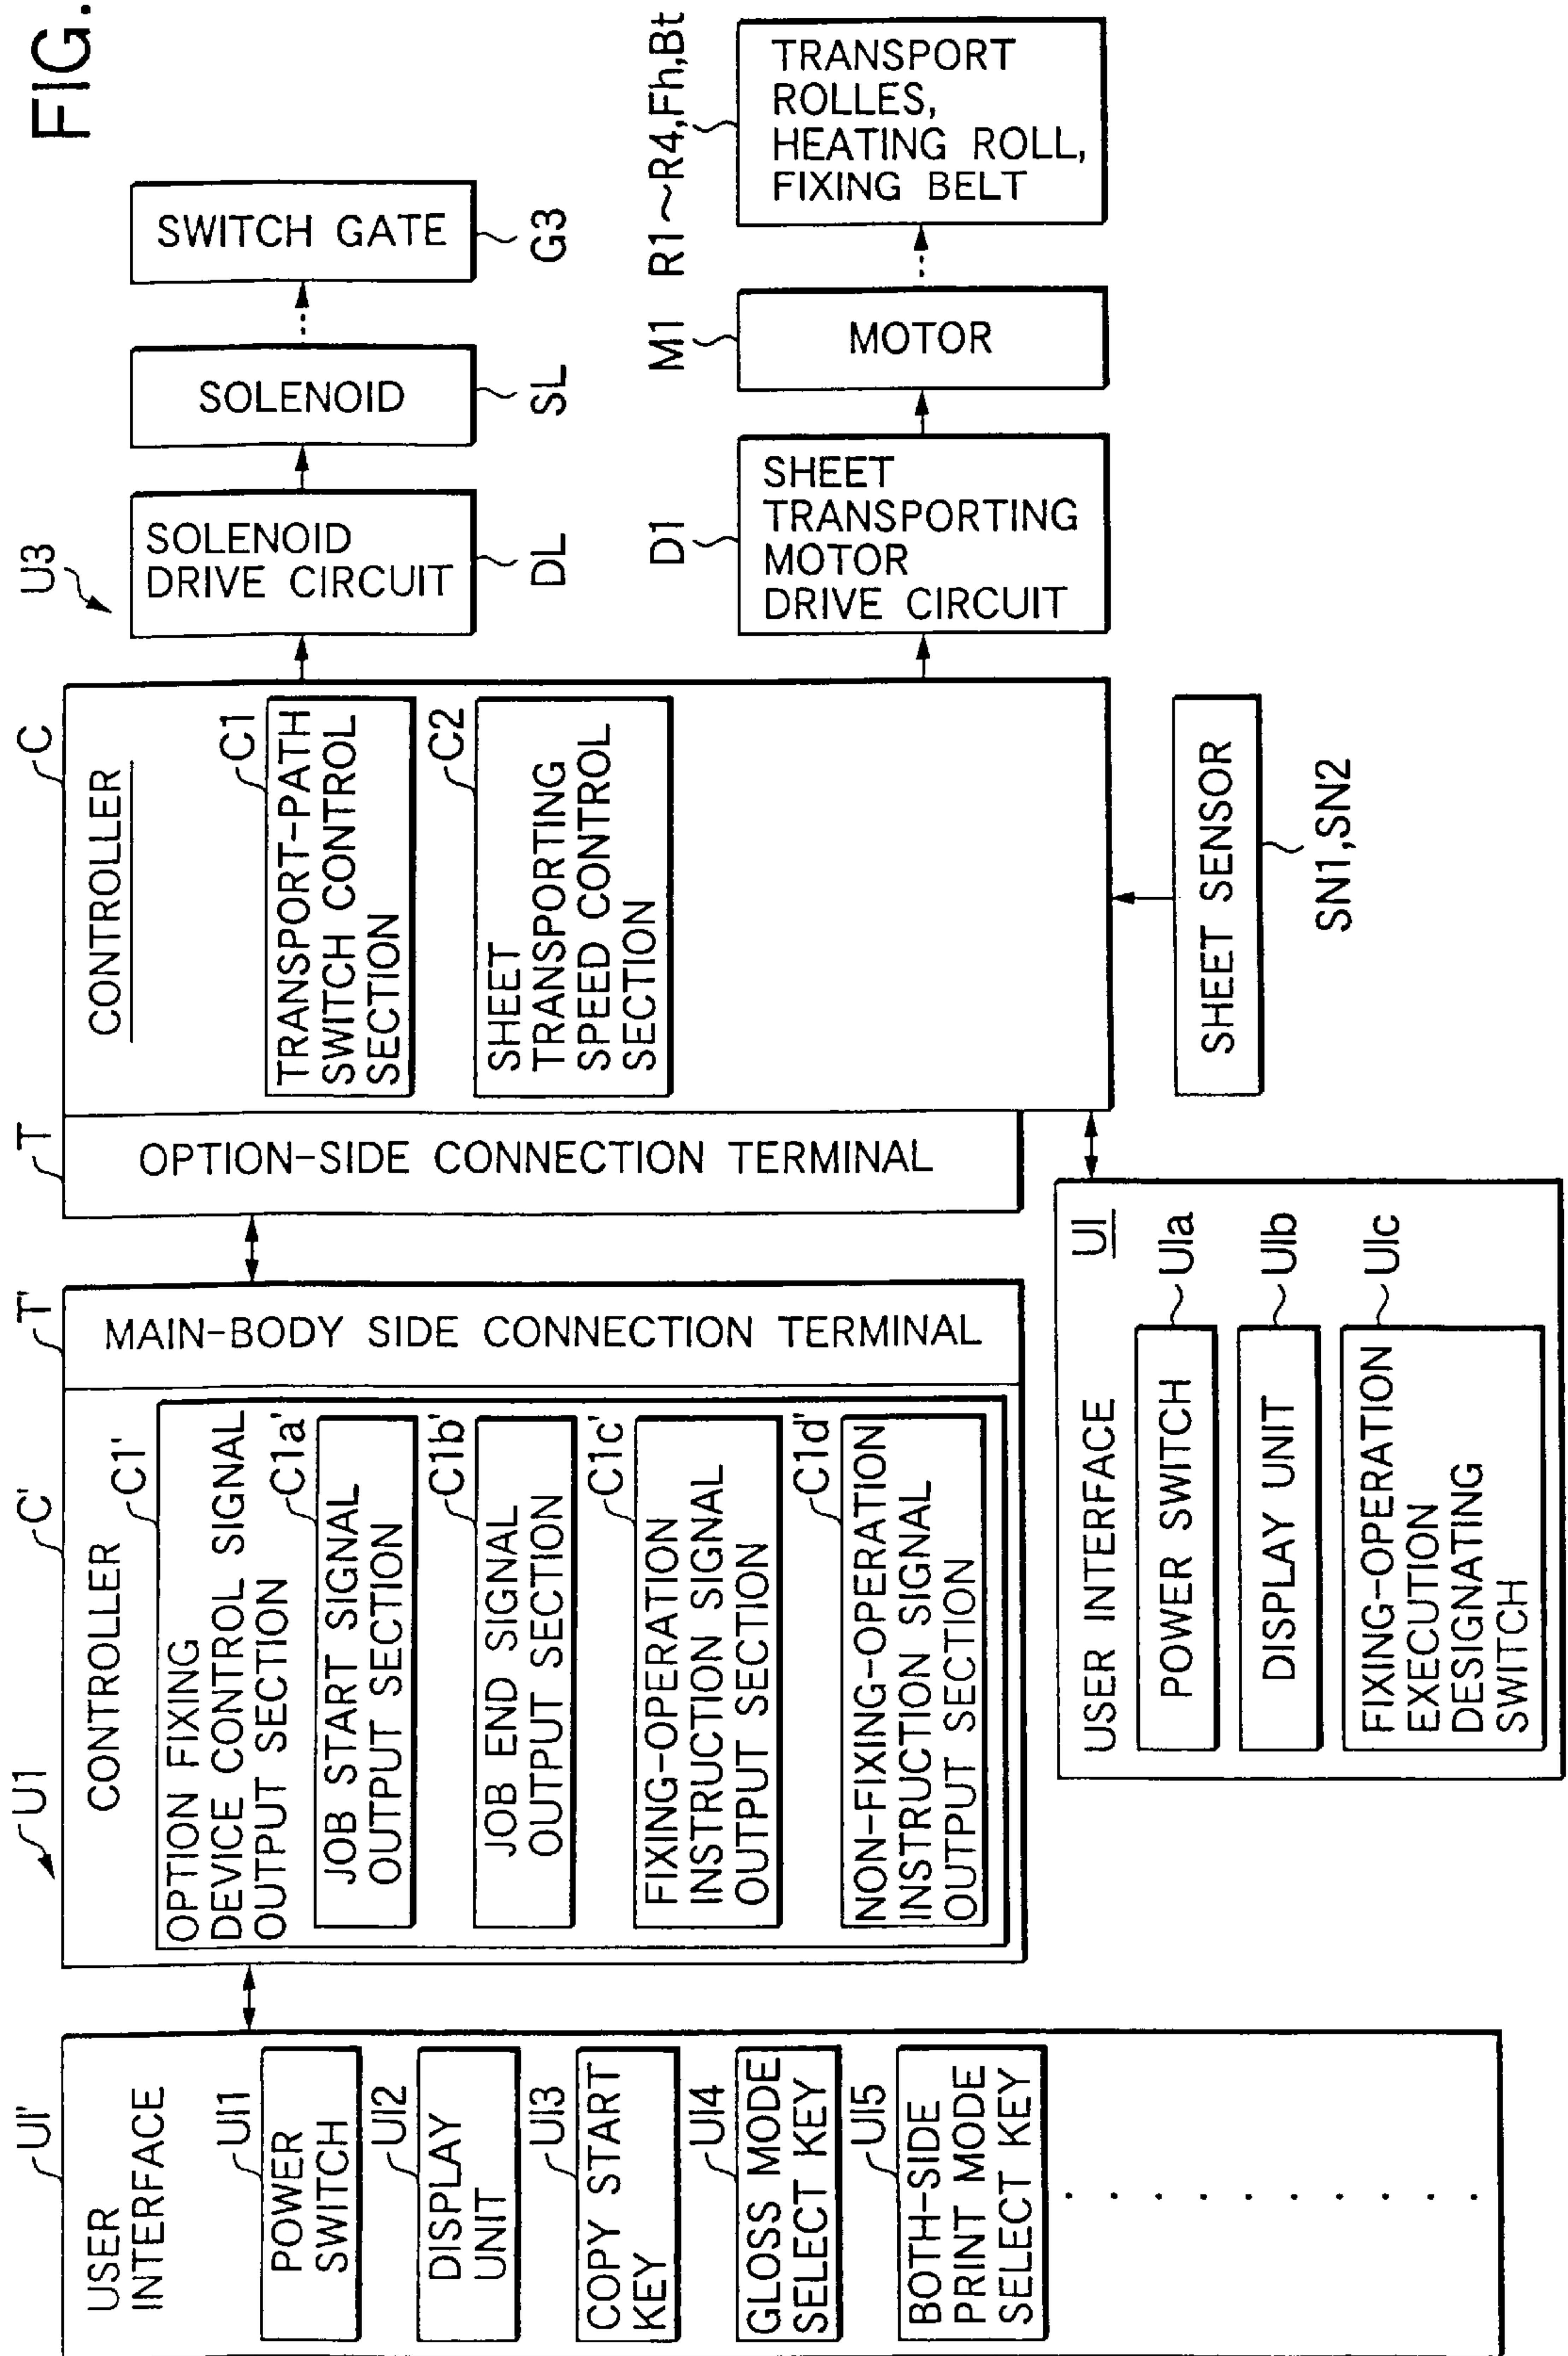 FIG.
UI'
USER
INTERFACE
UI1
POWER
SWITCH
UI2
DISPLAY
UNIT
UI3
COPY START
KEY
UI4
GLOSS MODE
SELECT KEY
UI5
BOTH-SIDE
PRINT MODE
SELECT KEY
U1
C'
CONTROLLER
C1'
OPTION FIXING
DEVICE CONTROL SIGNAL
OUTPUT SECTION
C1a'
JOB START SIGNAL
OUTPUT SECTION
C1b'
JOB END SIGNAL
OUTPUT SECTION
C1c'
FIXING-OPERATION
INSTRUCTION SIGNAL
OUTPUT SECTION
C1d'
NON-FIXING-OPERATION
INSTRUCTION SIGNAL
OUTPUT SECTION
T'
MAIN-BODY SIDE CONNECTION TERMINAL
T
OPTION-SIDE CONNECTION TERMINAL
C
CONTROLLER
C1
TRANSPORT-PATH
SWITCH CONTROL
SECTION
C2
SHEET
TRANSPORTING
SPEED CONTROL
SECTION
U3
SOLENOID
DRIVE CIRCUIT
DL
SOLENOID
SL
SWITCH GATE
G3
D1
SHEET
TRANSPORTING
MOTOR
DRIVE CIRCUIT
M1
MOTOR
R1~R4,Fh,Bt
TRANSPORT
ROLLES,
HEATING ROLL,
FIXING BELT
USER INTERFACE
UI
POWER SWITCH
UIa
DISPLAY UNIT
UIb
FIXING-OPERATION
EXECUTION
DESIGNATING
SWITCH
UIc
SHEET SENSOR
SN1,SN2